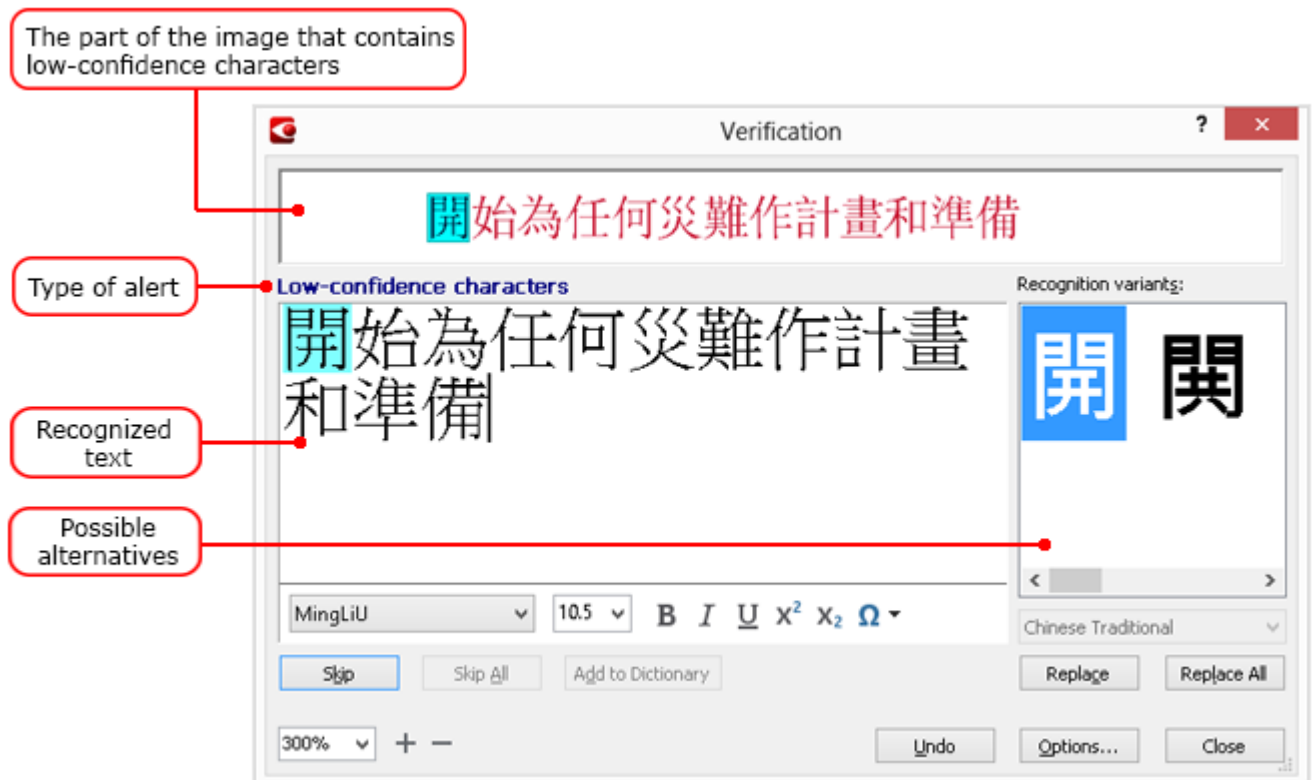 The part of the image that contains
low-confidence characters
Verification
?
開始為任何災難作計畫和準備
Type of alert
Low-confidence characters
Recognition variants:
開始為任何災難作計畫
和準備
開
Recognized
text
Possible
alternatives
MingLiU
10.5
B I U X² X₂ Ω
Chinese Traditional
Skip
Skip All
Add to Dictionary
Replace
Replace All
300%
+ −
Undo
Options...
Close